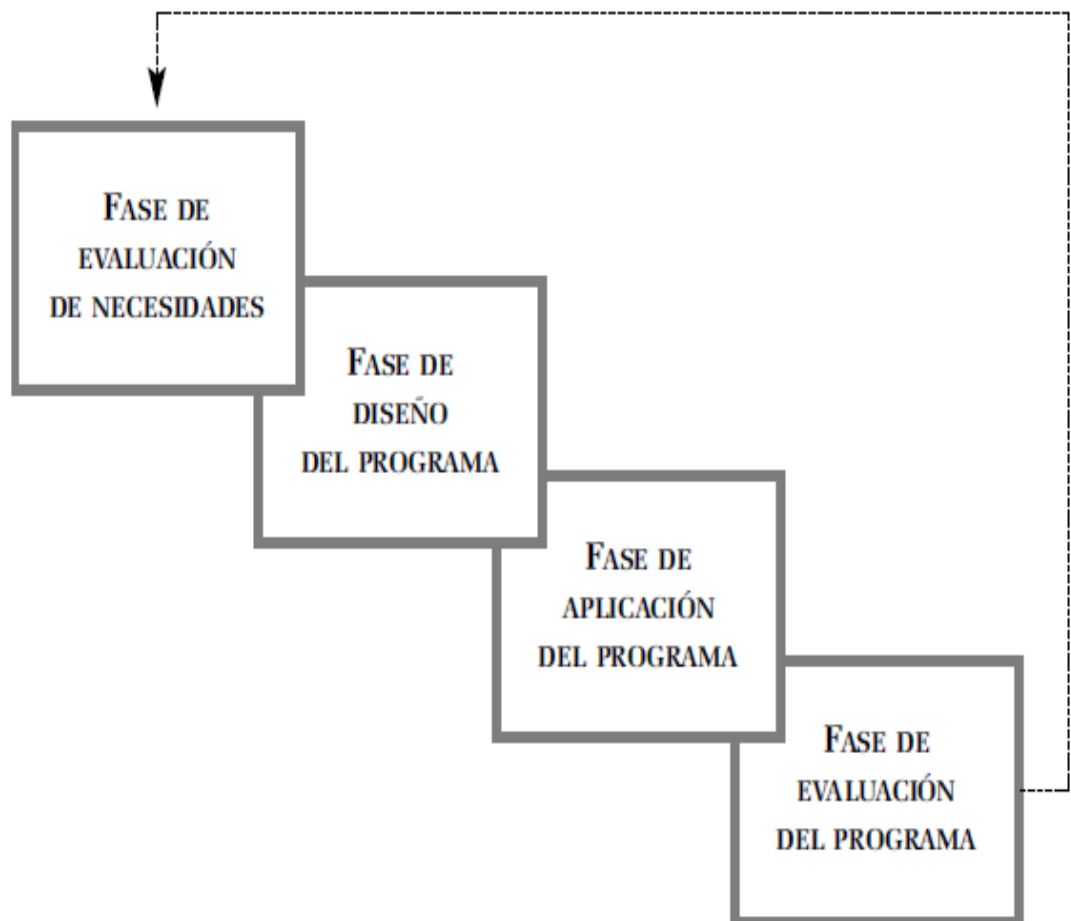 FASE DE
EVALUACIÓN
DE NECESIDADES
FASE DE
DISEÑO
DEL PROGRAMA
FASE DE
APLICACIÓN
DEL PROGRAMA
FASE DE
EVALUACIÓN
DEL PROGRAMA